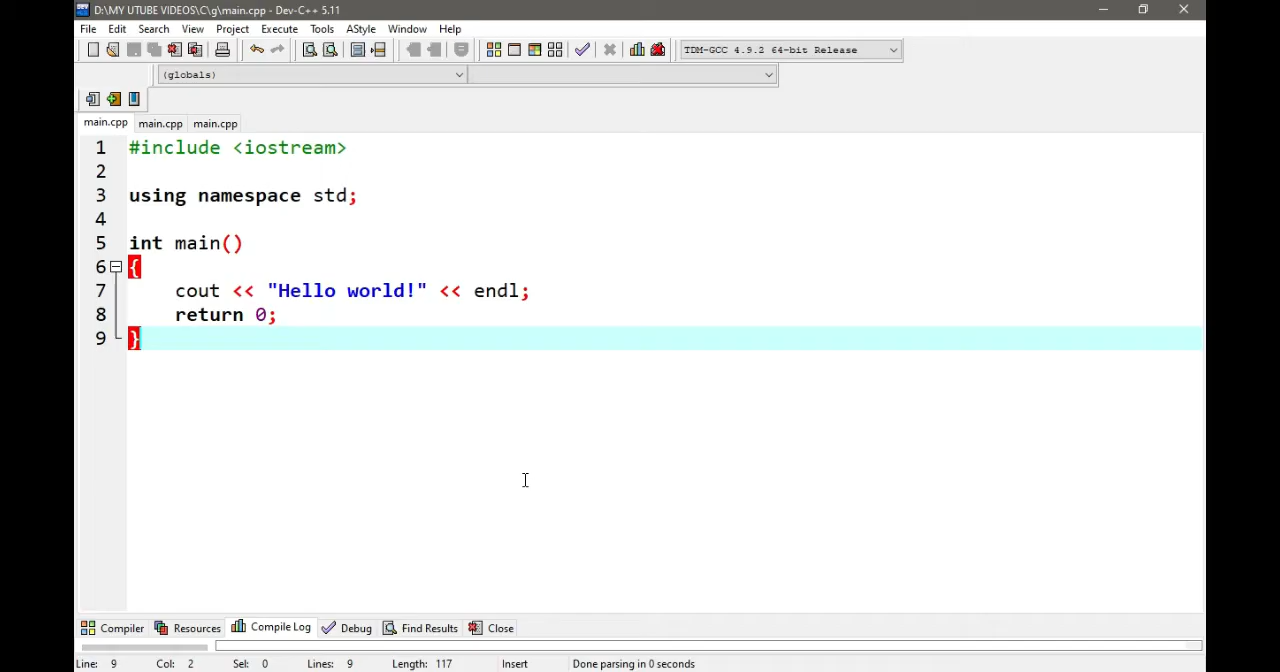 D:\MY UTUBE VIDEOS\C\g\main.cpp - Dev-C++ 5.11
File Edit Search View Project Execute Tools AStyle Window Help
TDM-GCC 4.9.2 64-bit Release
(globals)
main.cpp main.cpp main.cpp
1 #include <iostream>
2
3 using namespace std;
4
5 int main()
6 {
7 cout << "Hello world!" << endl;
8 return 0;
9 }
Compiler Resources Compile Log Debug Find Results Close
Line: 9 Col: 2 Sel: 0 Lines: 9 Length: 117 Insert Done parsing in 0 seconds